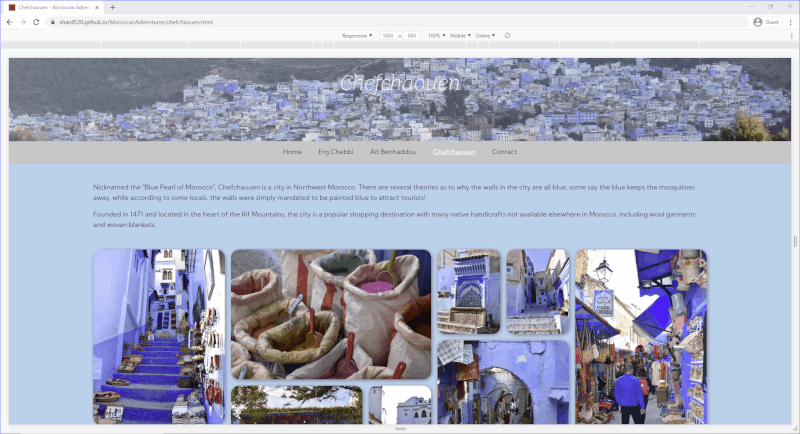 Chefchaouen - Moroccan Adven
shard520.github.io/MoroccanAdventures/chefchaouen.html
Guest
Responsive 1680 x 880 100% Mobile Online
Chefchaouen
Home Erg Chebbi Ait Benhaddou Chefchaouen Contact
Nicknamed the "Blue Pearl of Morocco", Chefchaouen is a city in Northwest Morocco. There are several theories as to why the walls in the city are all blue, some say the blue keeps the mosquitoes
away, while according to some locals, the walls were simply mandated to be painted blue to attract tourists!
Founded in 1471 and located in the heart of the Rif Mountains, the city is a popular shopping destination with many native handicrafts not available elsewhere in Morocco, including wool garments
and woven blankets.